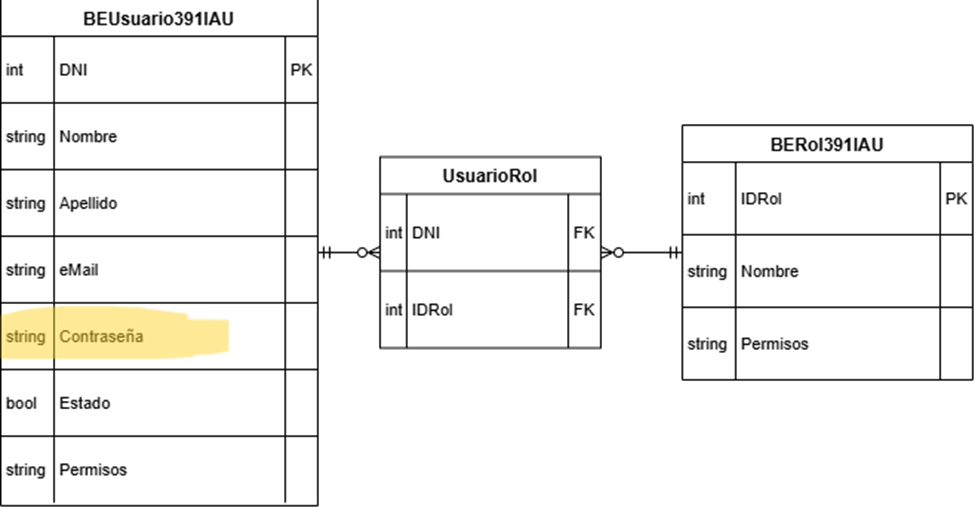 BEUsuario391IAU
int DNI PK
string Nombre
string Apellido
string eMail
string Contraseña
bool Estado
string Permisos
UsuarioRol
int DNI FK
int IDRol FK
BERol391IAU
int IDRol PK
string Nombre
string Permisos